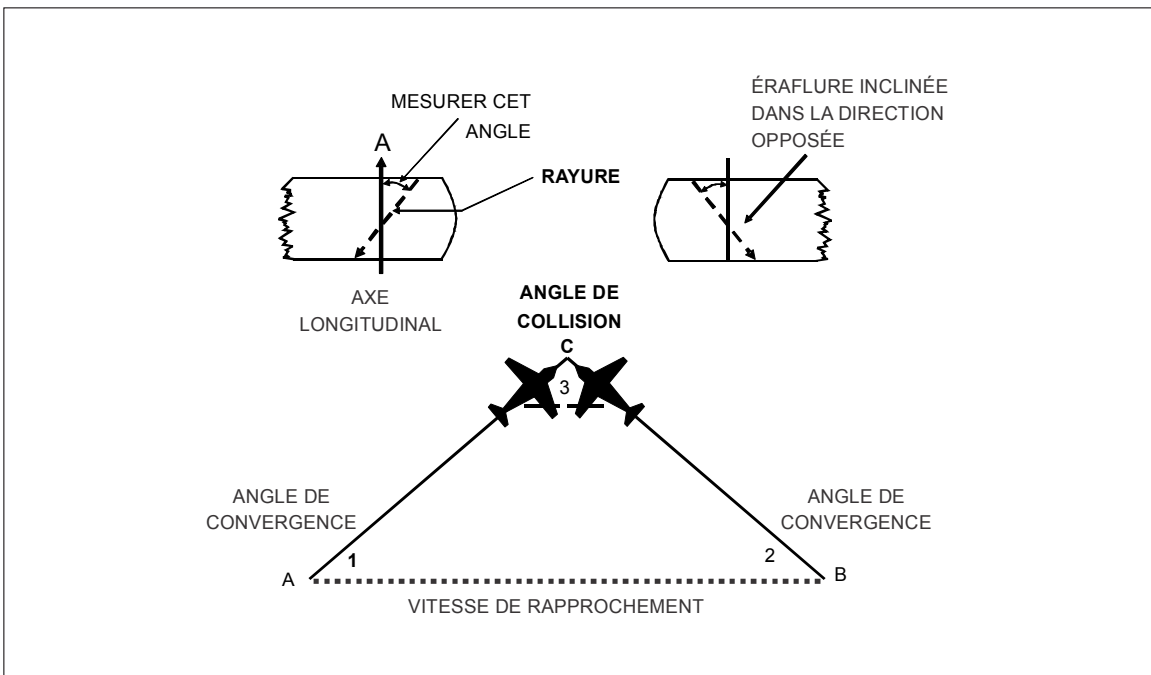 MESURER CET
ANGLE
A
RAYURE
ÉRAFLURE INCLINÉE
DANS LA DIRECTION
OPPOSÉE
AXE
LONGITUDINAL
ANGLE DE
COLLISION
C
3
ANGLE DE
CONVERGENCE
ANGLE DE
CONVERGENCE
1
2
A
B
VITESSE DE RAPPROCHEMENT